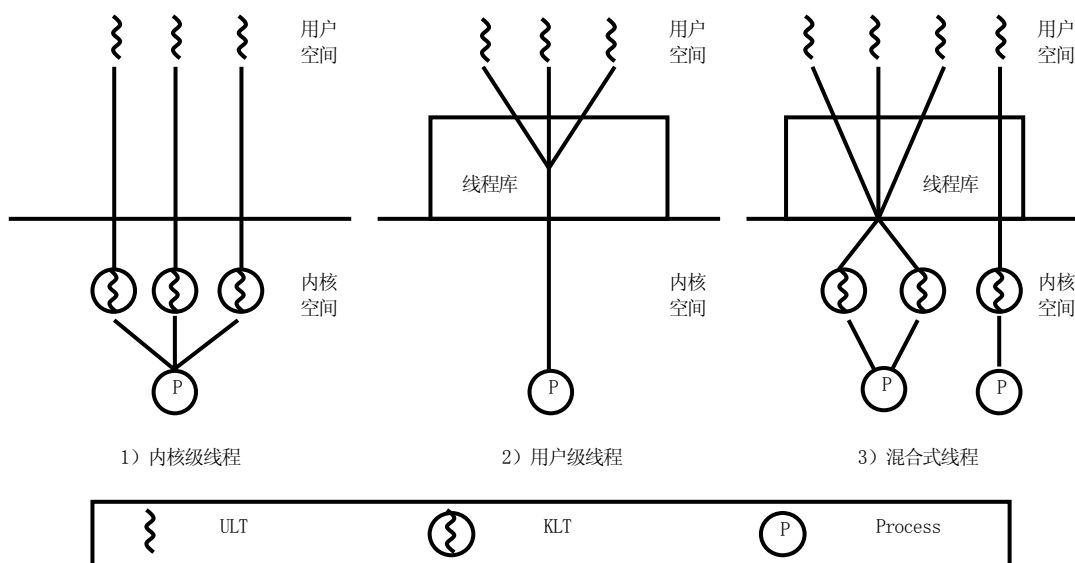 用户
空间
用户
空间
用户
空间
线程库
线程库
内核
空间
内核
空间
内核
空间
P
P
P
P
1）内核级线程
2）用户级线程
3）混合式线程
ULT
KLT
P
Process